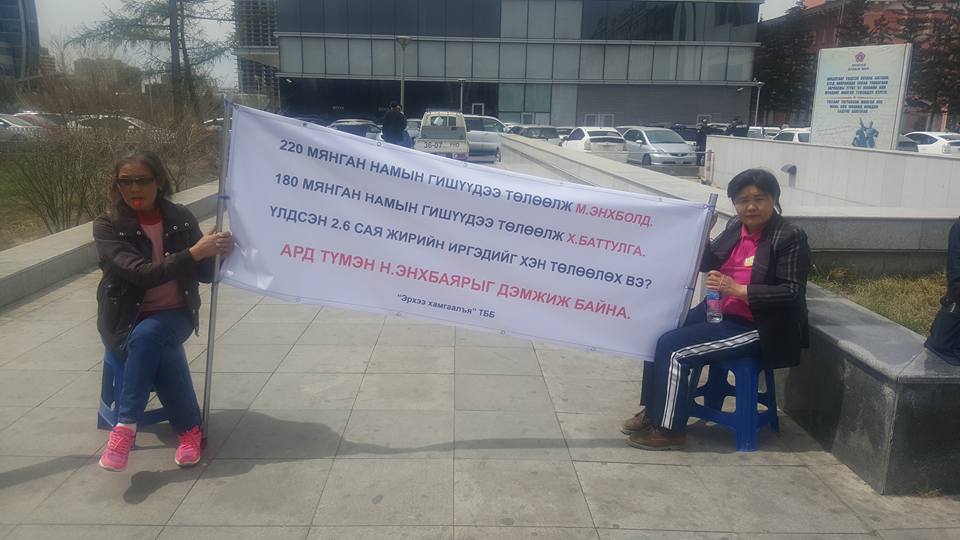 220 МЯНГАН НАМЫН ГИШҮҮДЭЭ ТӨЛӨӨЛЖ М.ЭНХБОЛД.
180 МЯНГАН НАМЫН ГИШҮҮДЭЭ ТӨЛӨӨЛЖ Х.БАТТУЛГА.
ҮЛДСЭН 2.6 САЯ ЖИРИЙН ИРГЭДИЙГ ХЭН ТӨЛӨӨЛӨХ ВЭ?
АРД ТҮМЭН Н.ЭНХБАЯРЫГ ДЭМЖИЖ БАЙНА.
"Эрхээ хамгаалъя" ТББ
36-07